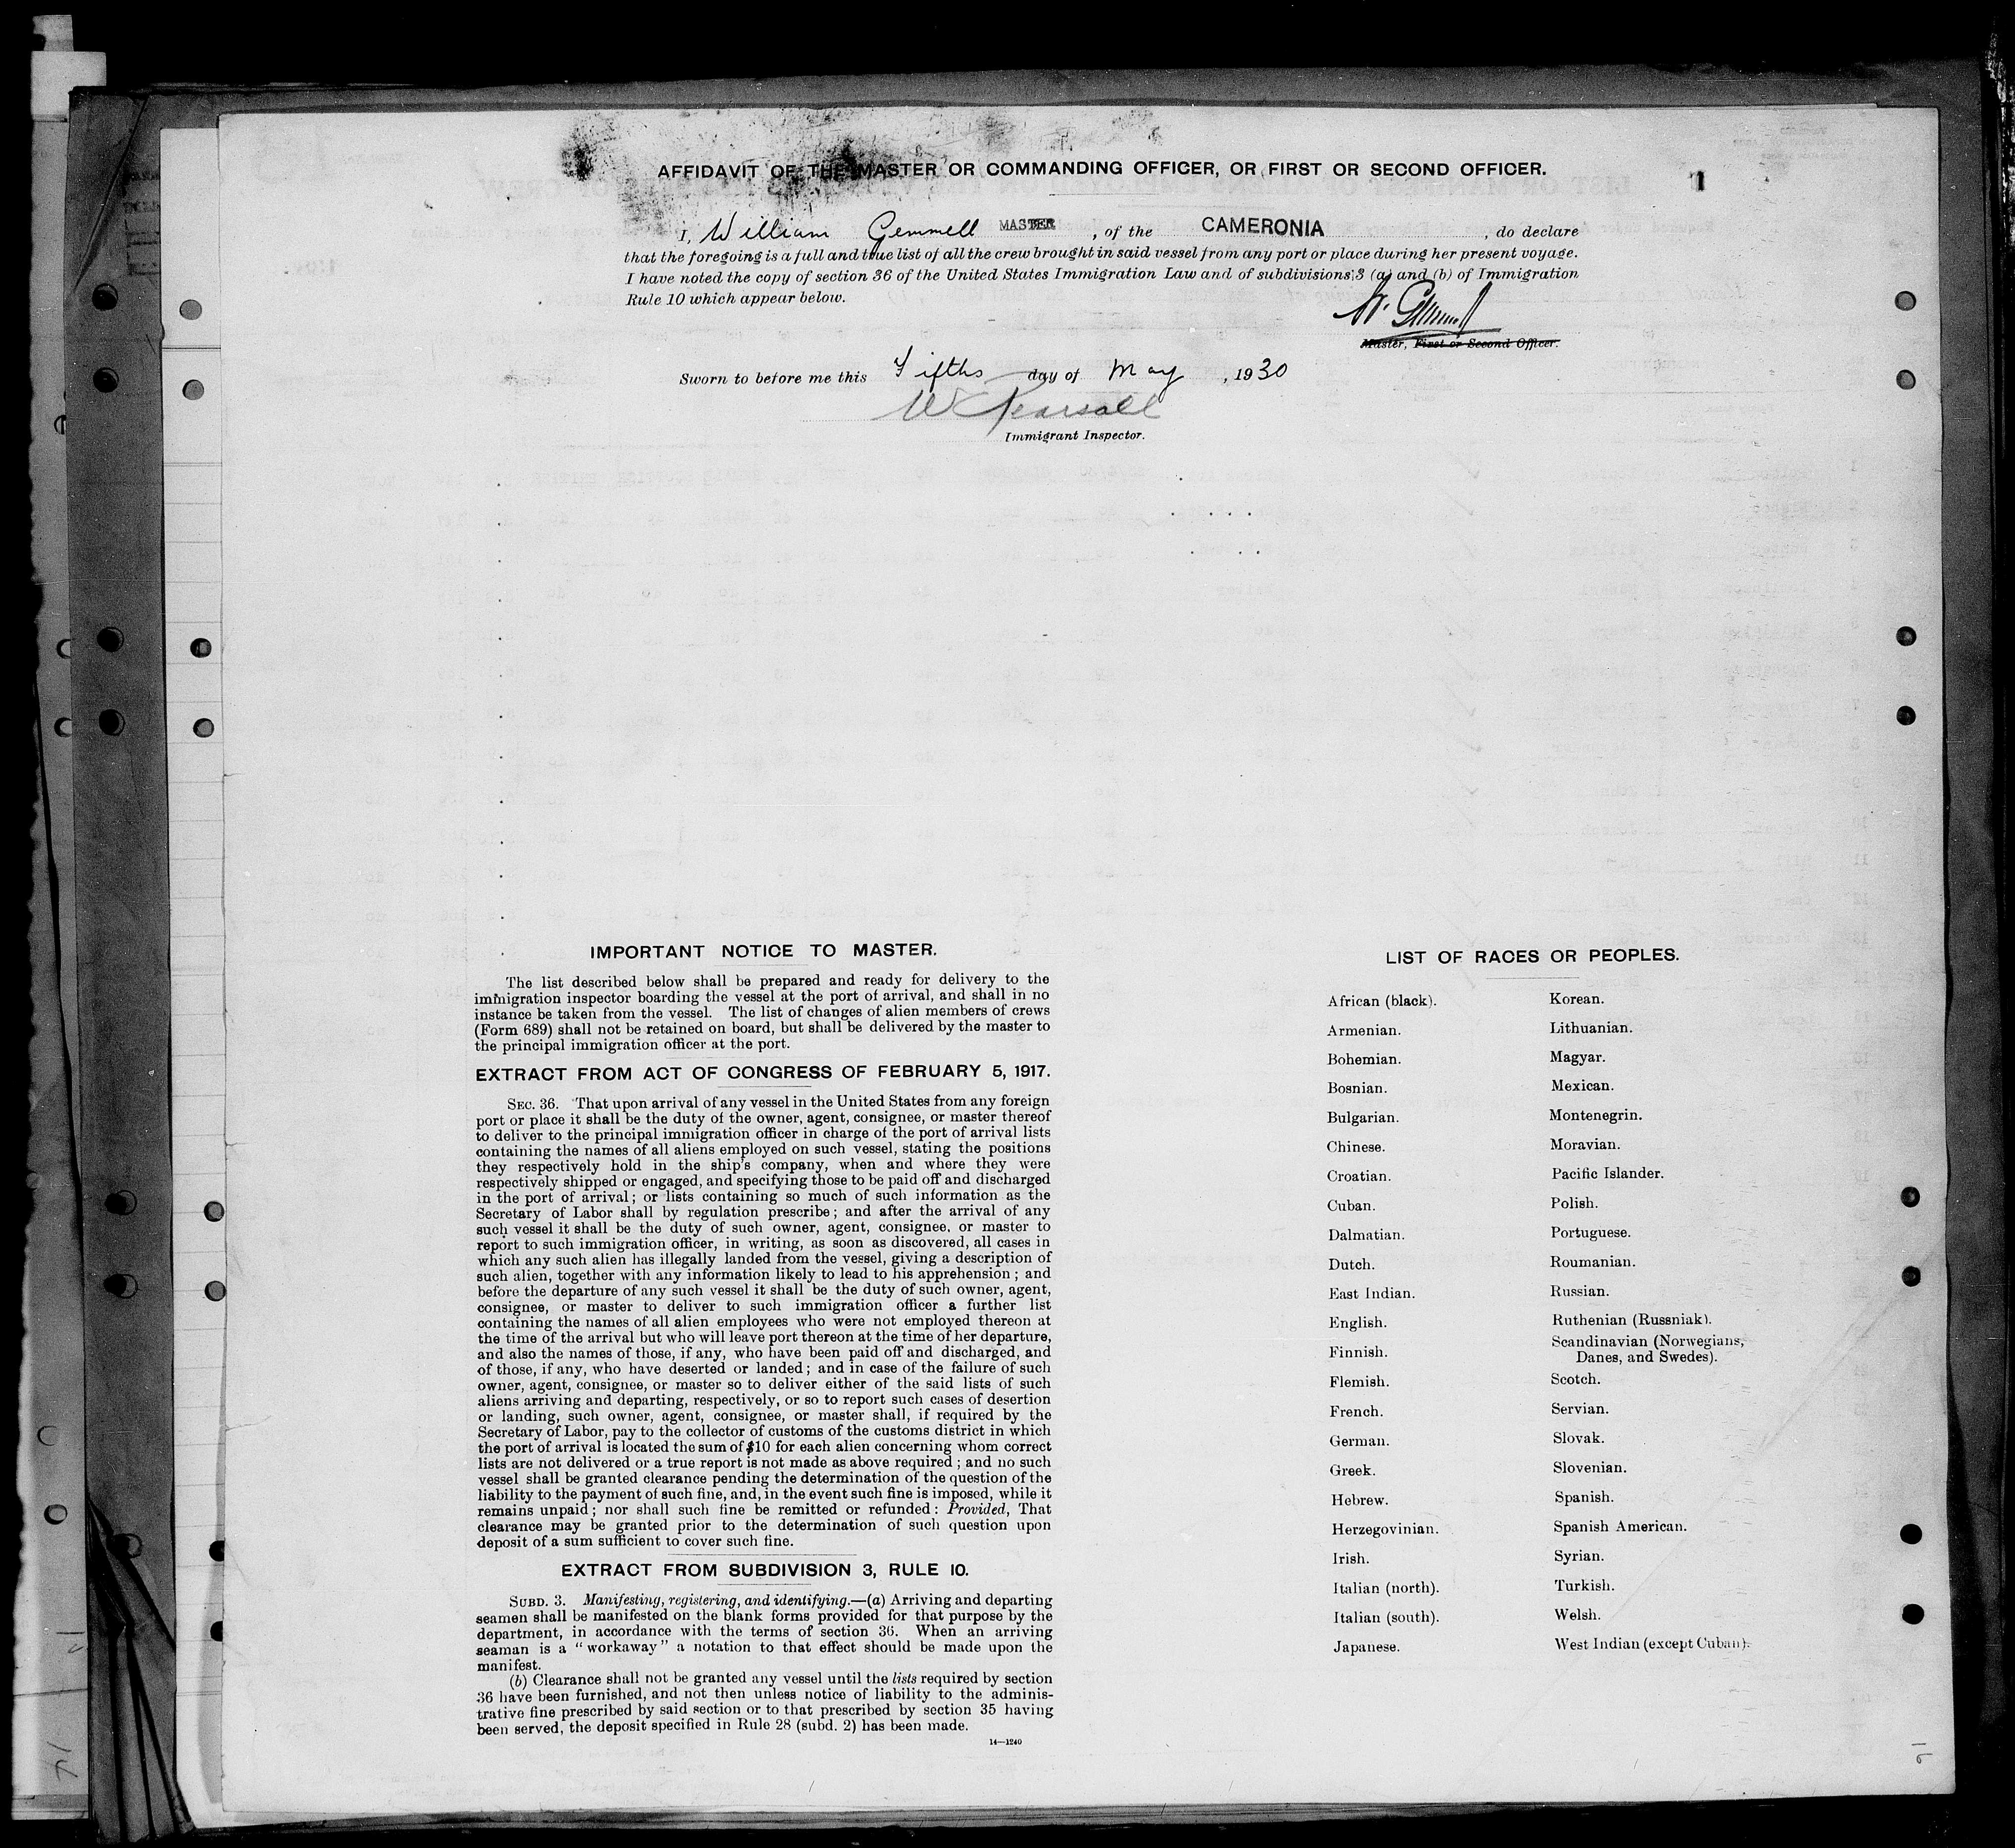 AFFIDAVIT OF THE MASTER OR COMMANDING OFFICER, OR FIRST OR SECOND OFFICER.
1
I, William Gemmell MASTER, of the CAMERONIA, do declare
that the foregoing is a full and true list of all the crew brought in said vessel from any port or place during her present voyage.
I have noted the copy of section 36 of the United States Immigration Law and of subdivisions 3 (a) and (b) of Immigration
Rule 10 which appear below.
W. Gemmell
Master, First or Second Officer.
Sworn to before me this Fifths day of May, 1930
W Pearsall
Immigrant Inspector.
IMPORTANT NOTICE TO MASTER.
The list described below shall be prepared and ready for delivery to the
immigration inspector boarding the vessel at the port of arrival, and shall in no
instance be taken from the vessel. The list of changes of alien members of crews
(Form 689) shall not be retained on board, but shall be delivered by the master to
the principal immigration officer at the port.
EXTRACT FROM ACT OF CONGRESS OF FEBRUARY 5, 1917.
SEC. 36. That upon arrival of any vessel in the United States from any foreign
port or place it shall be the duty of the owner, agent, consignee, or master thereof
to deliver to the principal immigration officer in charge of the port of arrival lists
containing the names of all aliens employed on such vessel, stating the positions
they respectively hold in the ship's company, when and where they were
respectively shipped or engaged, and specifying those to be paid off and discharged
in the port of arrival; or lists containing so much of such information as the
Secretary of Labor shall by regulation prescribe; and after the arrival of any
such vessel it shall be the duty of such owner, agent, consignee, or master to
report to such immigration officer, in writing, as soon as discovered, all cases in
which any such alien has illegally landed from the vessel, giving a description of
such alien, together with any information likely to lead to his apprehension; and
before the departure of any such vessel it shall be the duty of such owner, agent,
consignee, or master to deliver to such immigration officer a further list
containing the names of all alien employees who were not employed thereon at
the time of the arrival but who will leave port thereon at the time of her departure,
and also the names of those, if any, who have been paid off and discharged, and
of those, if any, who have deserted or landed; and in case of the failure of such
owner, agent, consignee, or master so to deliver either of the said lists of such
aliens arriving and departing, respectively, or so to report such cases of desertion
or landing, such owner, agent, consignee, or master shall, if required by the
Secretary of Labor, pay to the collector of customs of the customs district in which
the port of arrival is located the sum of $10 for each alien concerning whom correct
lists are not delivered or a true report is not made as above required; and no such
vessel shall be granted clearance pending the determination of the question of the
liability to the payment of such fine, and, in the event such fine is imposed, while it
remains unpaid; nor shall such fine be remitted or refunded: Provided, That
clearance may be granted prior to the determination of such question upon
deposit of a sum sufficient to cover such fine.
EXTRACT FROM SUBDIVISION 3, RULE 10.
SUBD. 3. Manifesting, registering, and identifying.—(a) Arriving and departing
seamen shall be manifested on the blank forms provided for that purpose by the
department, in accordance with the terms of section 36. When an arriving
seaman is a "workaway" a notation to that effect should be made upon the
manifest.
(b) Clearance shall not be granted any vessel until the lists required by section
36 have been furnished, and not then unless notice of liability to the adminis-
trative fine prescribed by said section or to that prescribed by section 35 having
been served, the deposit specified in Rule 28 (subd. 2) has been made.
14—1240
LIST OF RACES OR PEOPLES.
African (black).
Armenian.
Bohemian.
Bosnian.
Bulgarian.
Chinese.
Croatian.
Cuban.
Dalmatian.
Dutch.
East Indian.
English.
Finnish.
Flemish.
French.
German.
Greek.
Hebrew.
Herzegovinian.
Irish.
Italian (north).
Italian (south).
Japanese.
Korean.
Lithuanian.
Magyar.
Mexican.
Montenegrin.
Moravian.
Pacific Islander.
Polish.
Portuguese.
Roumanian.
Russian.
Ruthenian (Russniak).
Scandinavian (Norwegians,
Danes, and Swedes).
Scotch.
Servian.
Slovak.
Slovenian.
Spanish.
Spanish American.
Syrian.
Turkish.
Welsh.
West Indian (except Cuban).